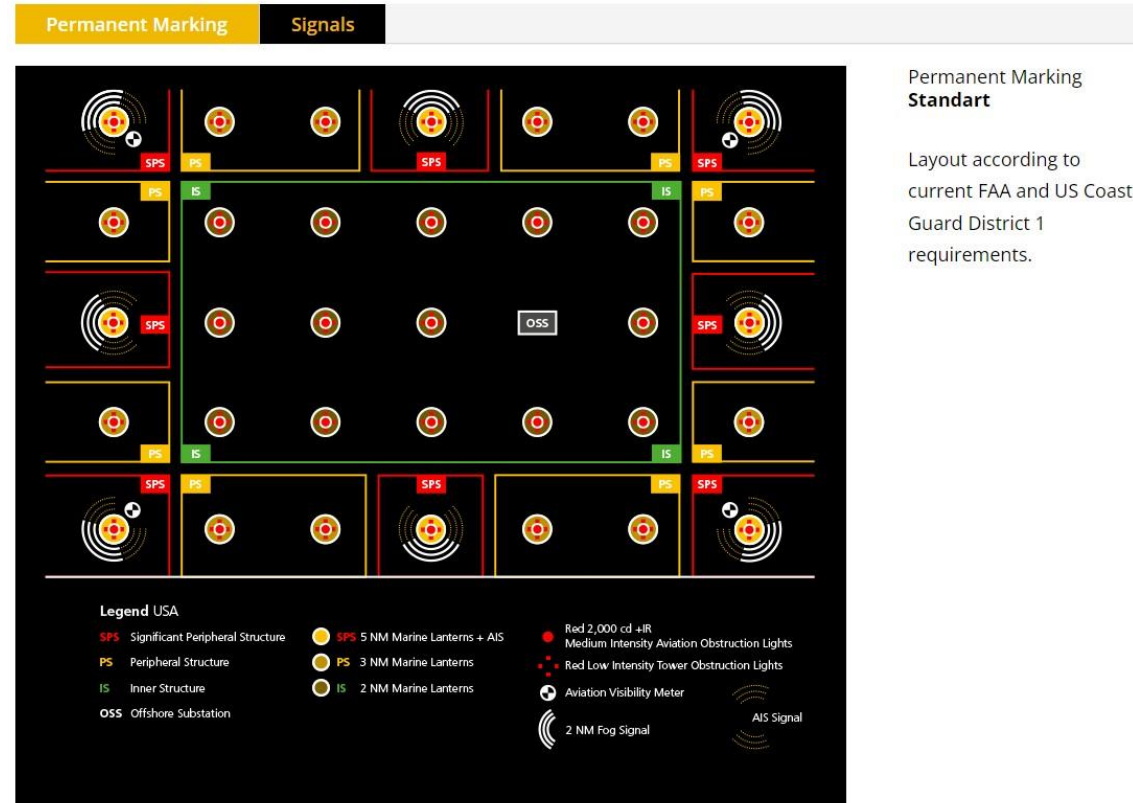 Permanent Marking
Signals
Permanent Marking
Standart
Layout according to
current FAA and US Coast
Guard District 1
requirements.
SPS PS SPS PS SPS
PS IS IS PS
SPS OSS SPS
PS IS IS PS
SPS PS SPS PS SPS
Legend USA
SPS Significant Peripheral Structure
PS Peripheral Structure
IS Inner Structure
OSS Offshore Substation
SPS 5 NM Marine Lanterns + AIS
PS 3 NM Marine Lanterns
IS 2 NM Marine Lanterns
Red 2,000 cd +IR
Medium Intensity Aviation Obstruction Lights
Red Low Intensity Tower Obstruction Lights
Aviation Visibility Meter
2 NM Fog Signal
AIS Signal